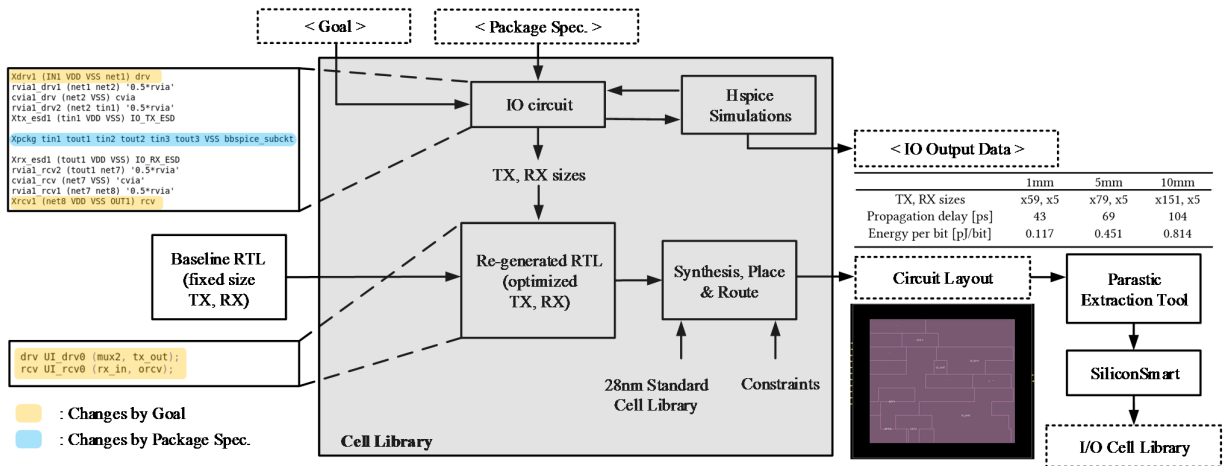 < Goal >
< Package Spec. >
Xdrv1 (IN1 VDD VSS net1) drv
rvia1_drv1 (net1 net2) '0.5*rvia'
cvia1_drv (net2 VSS) cvia
rvia1_drv2 (net2 tin1) '0.5*rvia'
Xtx_esd1 (tin1 VDD VSS) IO_TX_ESD
Xpckg tin1 tout1 tin2 tout2 tin3 tout3 VSS bbspice_subckt
Xrx_esd1 (tout1 VDD VSS) IO_RX_ESD
rvia1_rcv2 (tout1 net7) '0.5*rvia'
cvia1_rcv (net7 VSS) 'cvia'
rvia1_rcv1 (net7 net8) '0.5*rvia'
Xrcv1 (net8 VDD VSS OUT1) rcv
IO circuit
Hspice
Simulations
TX, RX sizes
< IO Output Data >
1mm 5mm 10mm
TX, RX sizes x59, x5 x79, x5 x151, x5
Propagation delay [ps] 43 69 104
Energy per bit [pJ/bit] 0.117 0.451 0.814
Baseline RTL
(fixed size
TX, RX)
Re-generated RTL
(optimized
TX, RX)
Synthesis, Place
& Route
Circuit Layout
Parastic
Extraction Tool
drv UI_drv0 (mux2, tx_out);
rcv UI_rcv0 (rx_in, orcv);
28nm Standard
Cell Library
Constraints
SiliconSmart
: Changes by Goal
: Changes by Package Spec.
Cell Library
I/O Cell Library